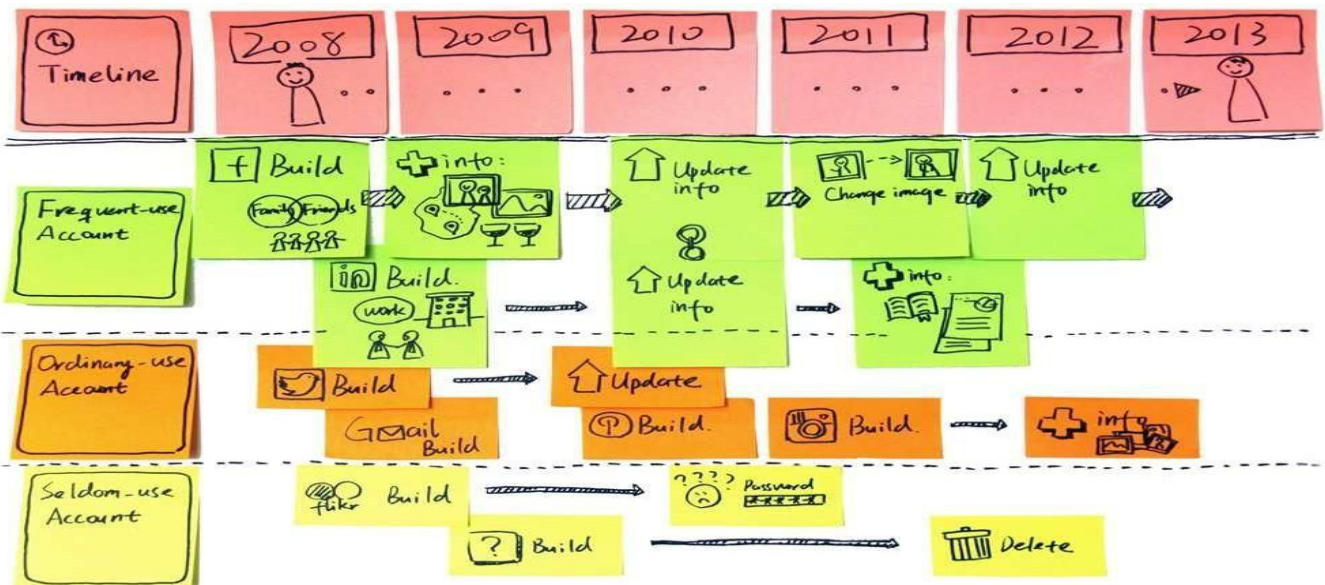 Timeline
2008
2009
2010
2011
2012
2013
Frequent-use
Account
Build
Family Friends
info:
Update
info
Change image
Update
info
in Build.
work
Update
info
info:
Ordinary-use
Account
Build
Update
GMail
Build
Build.
Build.
info
Seldom-use
Account
flikr Build
???? Password
*****
? Build
Delete